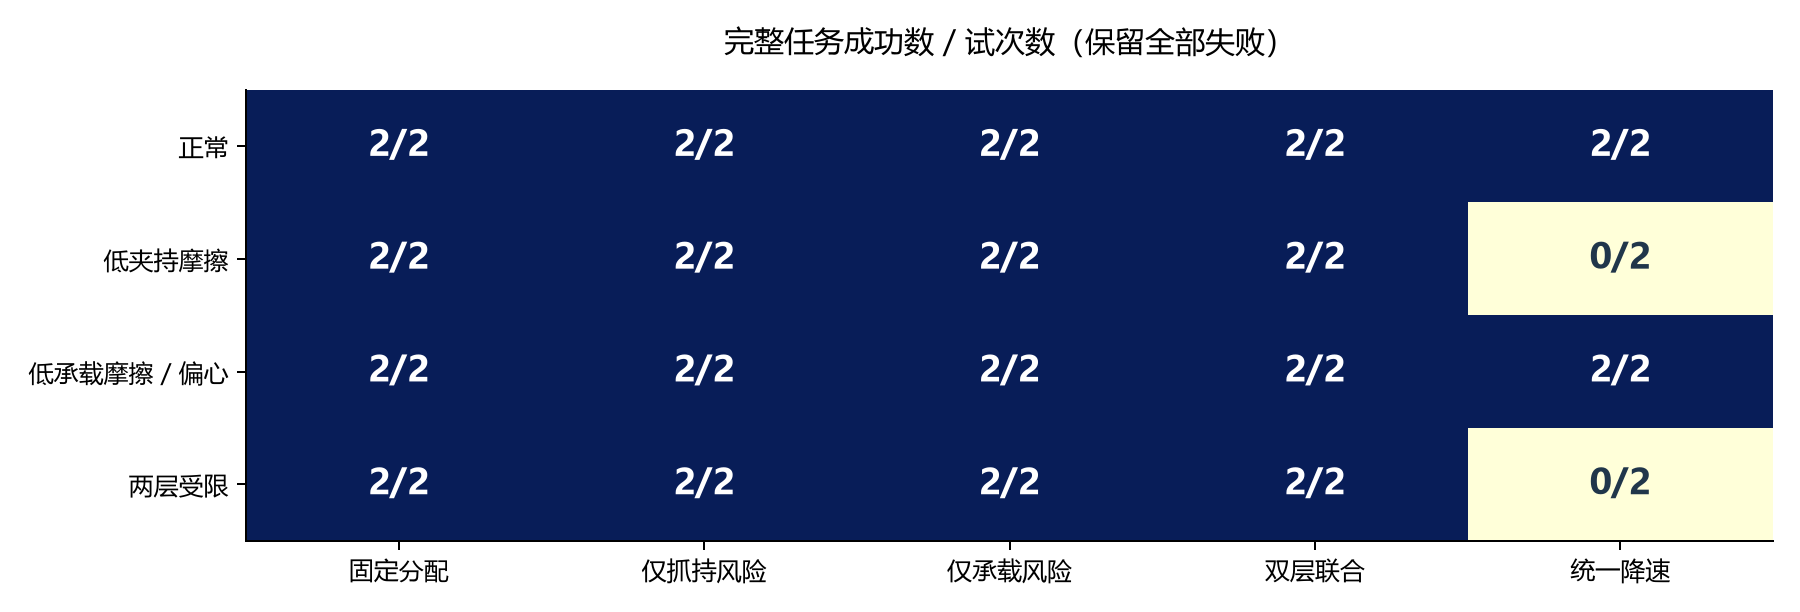 完整任务成功数 / 试次数（保留全部失败）
正常 2/2 2/2 2/2 2/2 2/2
低夹持摩擦 2/2 2/2 2/2 2/2 0/2
低承载摩擦 / 偏心 2/2 2/2 2/2 2/2 2/2
两层受限 2/2 2/2 2/2 2/2 0/2
固定分配 仅抓持风险 仅承载风险 双层联合 统一降速